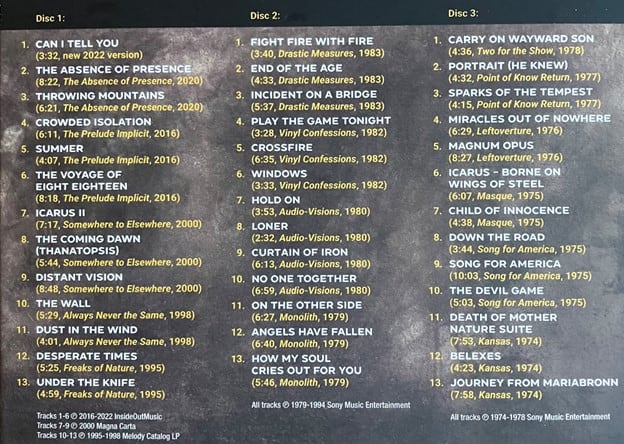 Disc 1:
1. CAN I TELL YOU
(3:32, new 2022 version)
2. THE ABSENCE OF PRESENCE
(8:22, The Absence of Presence, 2020)
3. THROWING MOUNTAINS
(6:21, The Absence of Presence, 2020)
4. CROWDED ISOLATION
(6:11, The Prelude Implicit, 2016)
5. SUMMER
(4:07, The Prelude Implicit, 2016)
6. THE VOYAGE OF
EIGHT EIGHTEEN
(8:18, The Prelude Implicit, 2016)
7. ICARUS II
(7:17, Somewhere to Elsewhere, 2000)
8. THE COMING DAWN
(THANATOPSIS)
(5:44, Somewhere to Elsewhere, 2000)
9. DISTANT VISION
(8:48, Somewhere to Elsewhere, 2000)
10. THE WALL
(5:29, Always Never the Same, 1998)
11. DUST IN THE WIND
(4:01, Always Never the Same, 1998)
12. DESPERATE TIMES
(5:25, Freaks of Nature, 1995)
13. UNDER THE KNIFE
(4:59, Freaks of Nature, 1995)
Tracks 1-6 ℗ 2016-2022 InsideOutMusic
Tracks 7-9 ℗ 2000 Magna Carta
Tracks 10-13 ℗ 1995-1998 Melody Catalog LP
Disc 2:
1. FIGHT FIRE WITH FIRE
(3:40, Drastic Measures, 1983)
2. END OF THE AGE
(4:33, Drastic Measures, 1983)
3. INCIDENT ON A BRIDGE
(5:37, Drastic Measures, 1983)
4. PLAY THE GAME TONIGHT
(3:28, Vinyl Confessions, 1982)
5. CROSSFIRE
(6:35, Vinyl Confessions, 1982)
6. WINDOWS
(3:33, Vinyl Confessions, 1982)
7. HOLD ON
(3:53, Audio-Visions, 1980)
8. LONER
(2:32, Audio-Visions, 1980)
9. CURTAIN OF IRON
(6:13, Audio-Visions, 1980)
10. NO ONE TOGETHER
(6:59, Audio-Visions, 1980)
11. ON THE OTHER SIDE
(6:27, Monolith, 1979)
12. ANGELS HAVE FALLEN
(6:40, Monolith, 1979)
13. HOW MY SOUL
CRIES OUT FOR YOU
(5:46, Monolith, 1979)
All tracks ℗ 1979-1994 Sony Music Entertainment
Disc 3:
1. CARRY ON WAYWARD SON
(4:36, Two for the Show, 1978)
2. PORTRAIT (HE KNEW)
(4:32, Point of Know Return, 1977)
3. SPARKS OF THE TEMPEST
(4:15, Point of Know Return, 1977)
4. MIRACLES OUT OF NOWHERE
(6:29, Leftoverture, 1976)
5. MAGNUM OPUS
(8:27, Leftoverture, 1976)
6. ICARUS – BORNE ON
WINGS OF STEEL
(6:07, Masque, 1975)
7. CHILD OF INNOCENCE
(4:38, Masque, 1975)
8. DOWN THE ROAD
(3:44, Song for America, 1975)
9. SONG FOR AMERICA
(10:03, Song for America, 1975)
10. THE DEVIL GAME
(5:03, Song for America, 1975)
11. DEATH OF MOTHER
NATURE SUITE
(7:53, Kansas, 1974)
12. BELEXES
(4:23, Kansas, 1974)
13. JOURNEY FROM MARIABRONN
(7:58, Kansas, 1974)
All tracks ℗ 1974-1978 Sony Music Entertainment